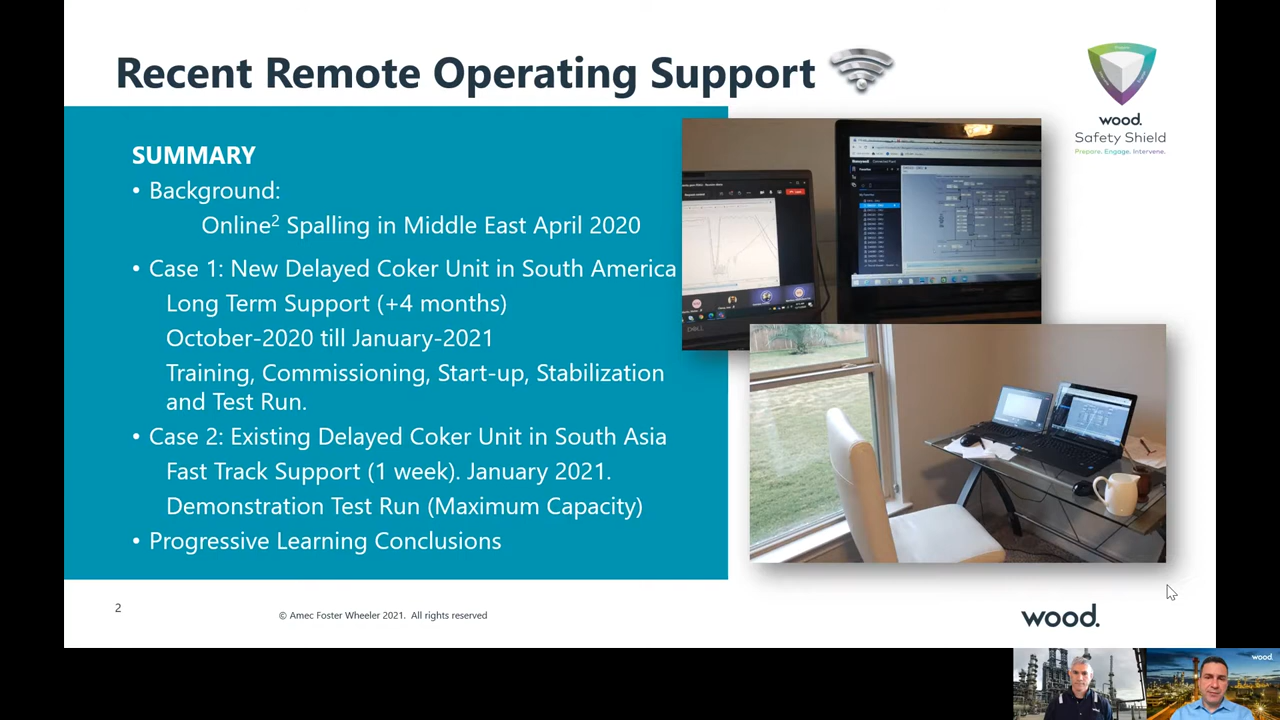 Recent Remote Operating Support
wood.
Safety Shield
Prepare. Engage. Intervene.
SUMMARY
• Background:
Online² Spalling in Middle East April 2020
• Case 1: New Delayed Coker Unit in South America
Long Term Support (+4 months)
October-2020 till January-2021
Training, Commissioning, Start-up, Stabilization
and Test Run.
• Case 2: Existing Delayed Coker Unit in South Asia
Fast Track Support (1 week). January 2021.
Demonstration Test Run (Maximum Capacity)
• Progressive Learning Conclusions
DELL
2
© Amec Foster Wheeler 2021. All rights reserved
wood.
wood.